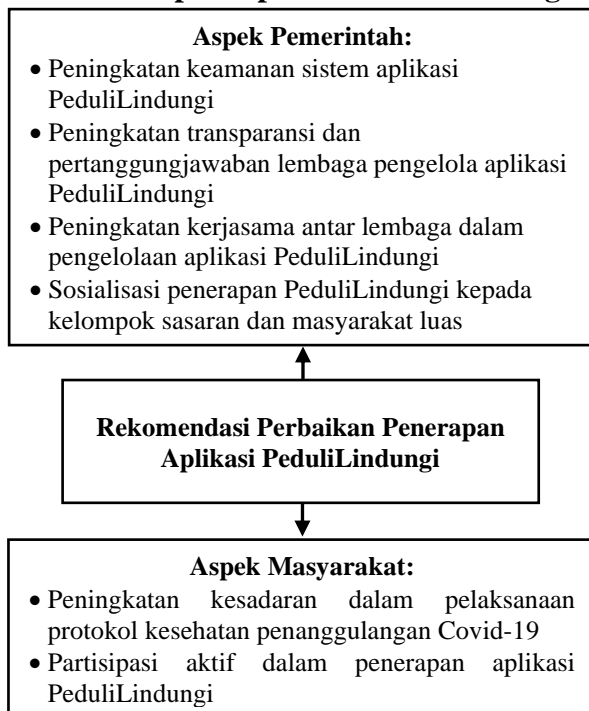 Aspek Pemerintah:
• Peningkatan keamanan sistem aplikasi
PeduliLindungi
• Peningkatan transparansi dan
pertanggungjawaban lembaga pengelola aplikasi
PeduliLindungi
• Peningkatan kerjasama antar lembaga dalam
pengelolaan aplikasi PeduliLindungi
• Sosialisasi penerapan PeduliLindungi kepada
kelompok sasaran dan masyarakat luas
Rekomendasi Perbaikan Penerapan
Aplikasi PeduliLindungi
Aspek Masyarakat:
• Peningkatan kesadaran dalam pelaksanaan
protokol kesehatan penanggulangan Covid-19
• Partisipasi aktif dalam penerapan aplikasi
PeduliLindungi